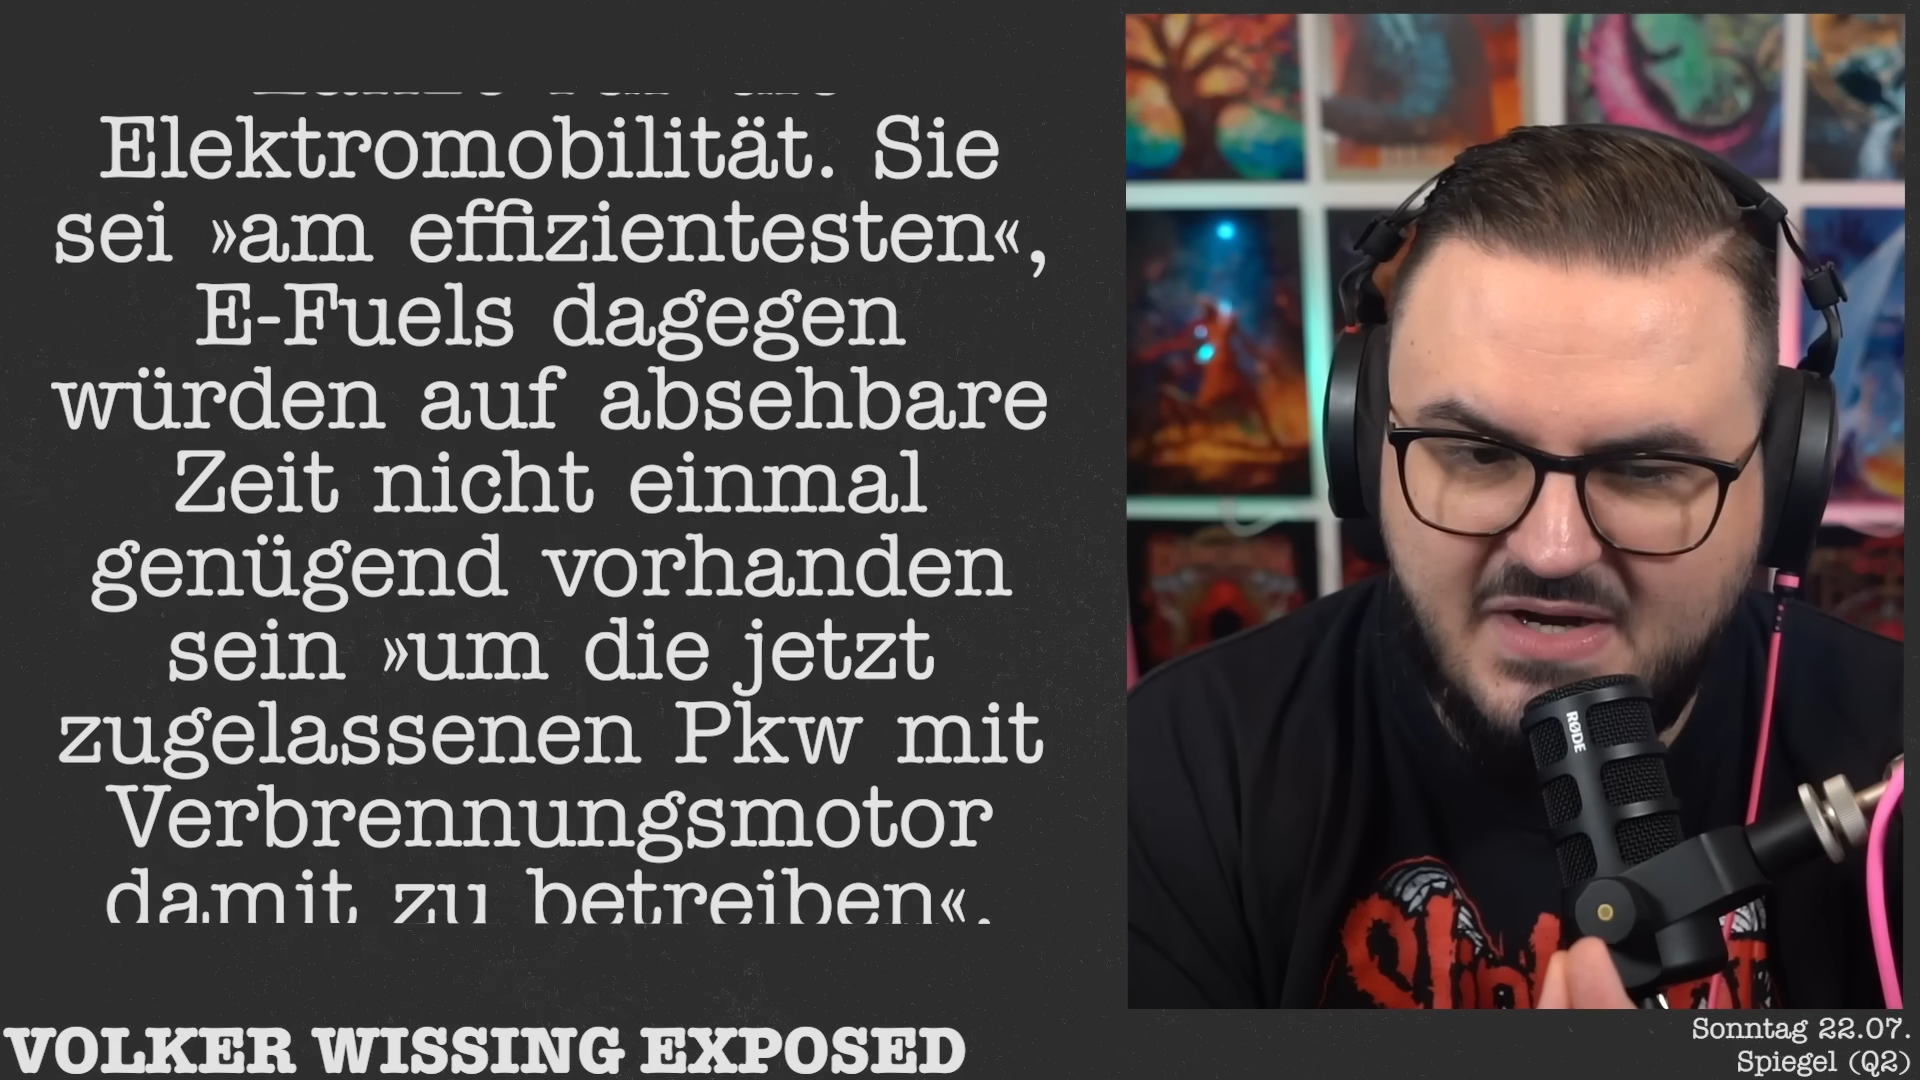 Elektromobilität. Sie
sei »am effizientesten«,
E-Fuels dagegen
würden auf absehbare
Zeit nicht einmal
genügend vorhanden
sein »um die jetzt
zugelassenen Pkw mit
Verbrennungsmotor
damit zu betreiben«.
VOLKER WISSING EXPOSED
RØDE
Sonntag 22.07.
Spiegel (Q2)